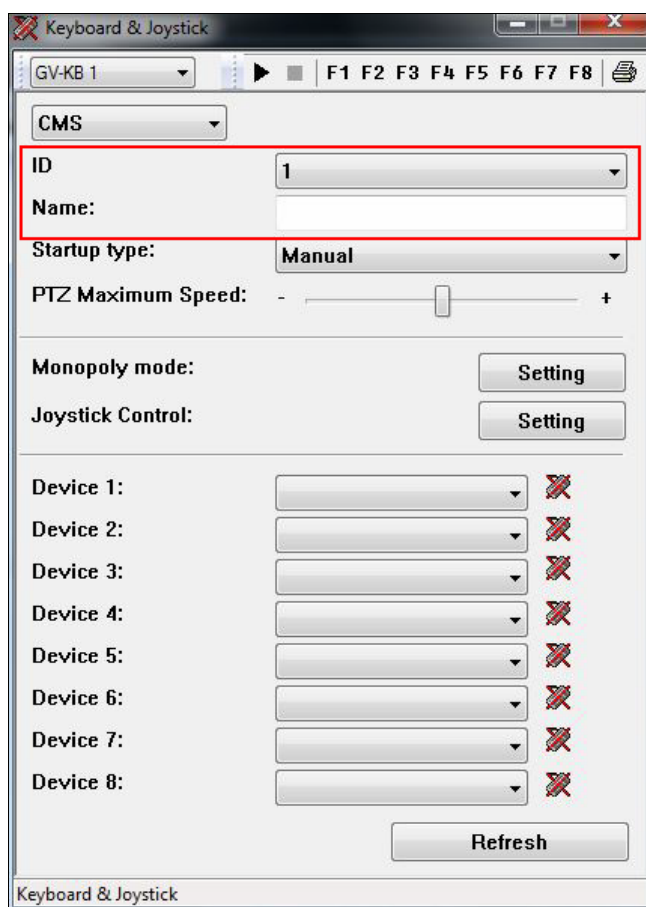 Keyboard & Joystick
GV-KB 1 F1 F2 F3 F4 F5 F6 F7 F8
CMS
ID 1
Name:
Startup type: Manual
PTZ Maximum Speed: - +
Monopoly mode: Setting
Joystick Control: Setting
Device 1:
Device 2:
Device 3:
Device 4:
Device 5:
Device 6:
Device 7:
Device 8:
Refresh
Keyboard & Joystick